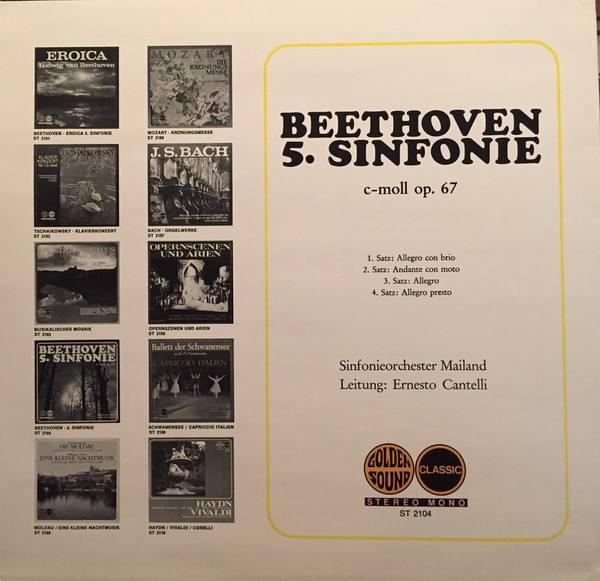 EROICA
Ludwig van Beethoven
BEETHOVEN · EROICA 3. SINFONIE
ST 2101
MOZART
DIE
KRÖNUNGS
MESSE
MOZART · KRÖNUNGSMESSE
ST 2106
KLAVIER
KONZERT
TSCHAIKOWSKY
TSCHAIKOWSKY · KLAVIERKONZERT
ST 2102
J.S.BACH
BACH · ORGELWERKE
ST 2107
MUSIKALISCHES MOSAIK
ST 2103
OPERNSCENEN
UND ARIEN
OPERNSZENEN UND ARIEN
ST 2108
BEETHOVEN
5. SINFONIE
BEETHOVEN · 5. SINFONIE
ST 2104
Ballett der Schwanensee
CAPRICCIO ITALIEN
SCHWANENSEE / CAPRICCIO ITALIEN
ST 2109
DIE MOLDAU
EINE KLEINE NACHTMUSIK
MOLDAU / EINE KLEINE NACHTMUSIK
ST 2105
HAYDN
VIVALDI
HAYDN / VIVALDI / CORELLI
ST 2110
BEETHOVEN
5. SINFONIE
c-moll op. 67
1. Satz: Allegro con brio
2. Satz: Andante con moto
3. Satz: Allegro
4. Satz: Allegro presto
Sinfonieorchester Mailand
Leitung: Ernesto Cantelli
GOLDEN
SOUND
CLASSIC
STEREO MONO
ST 2104